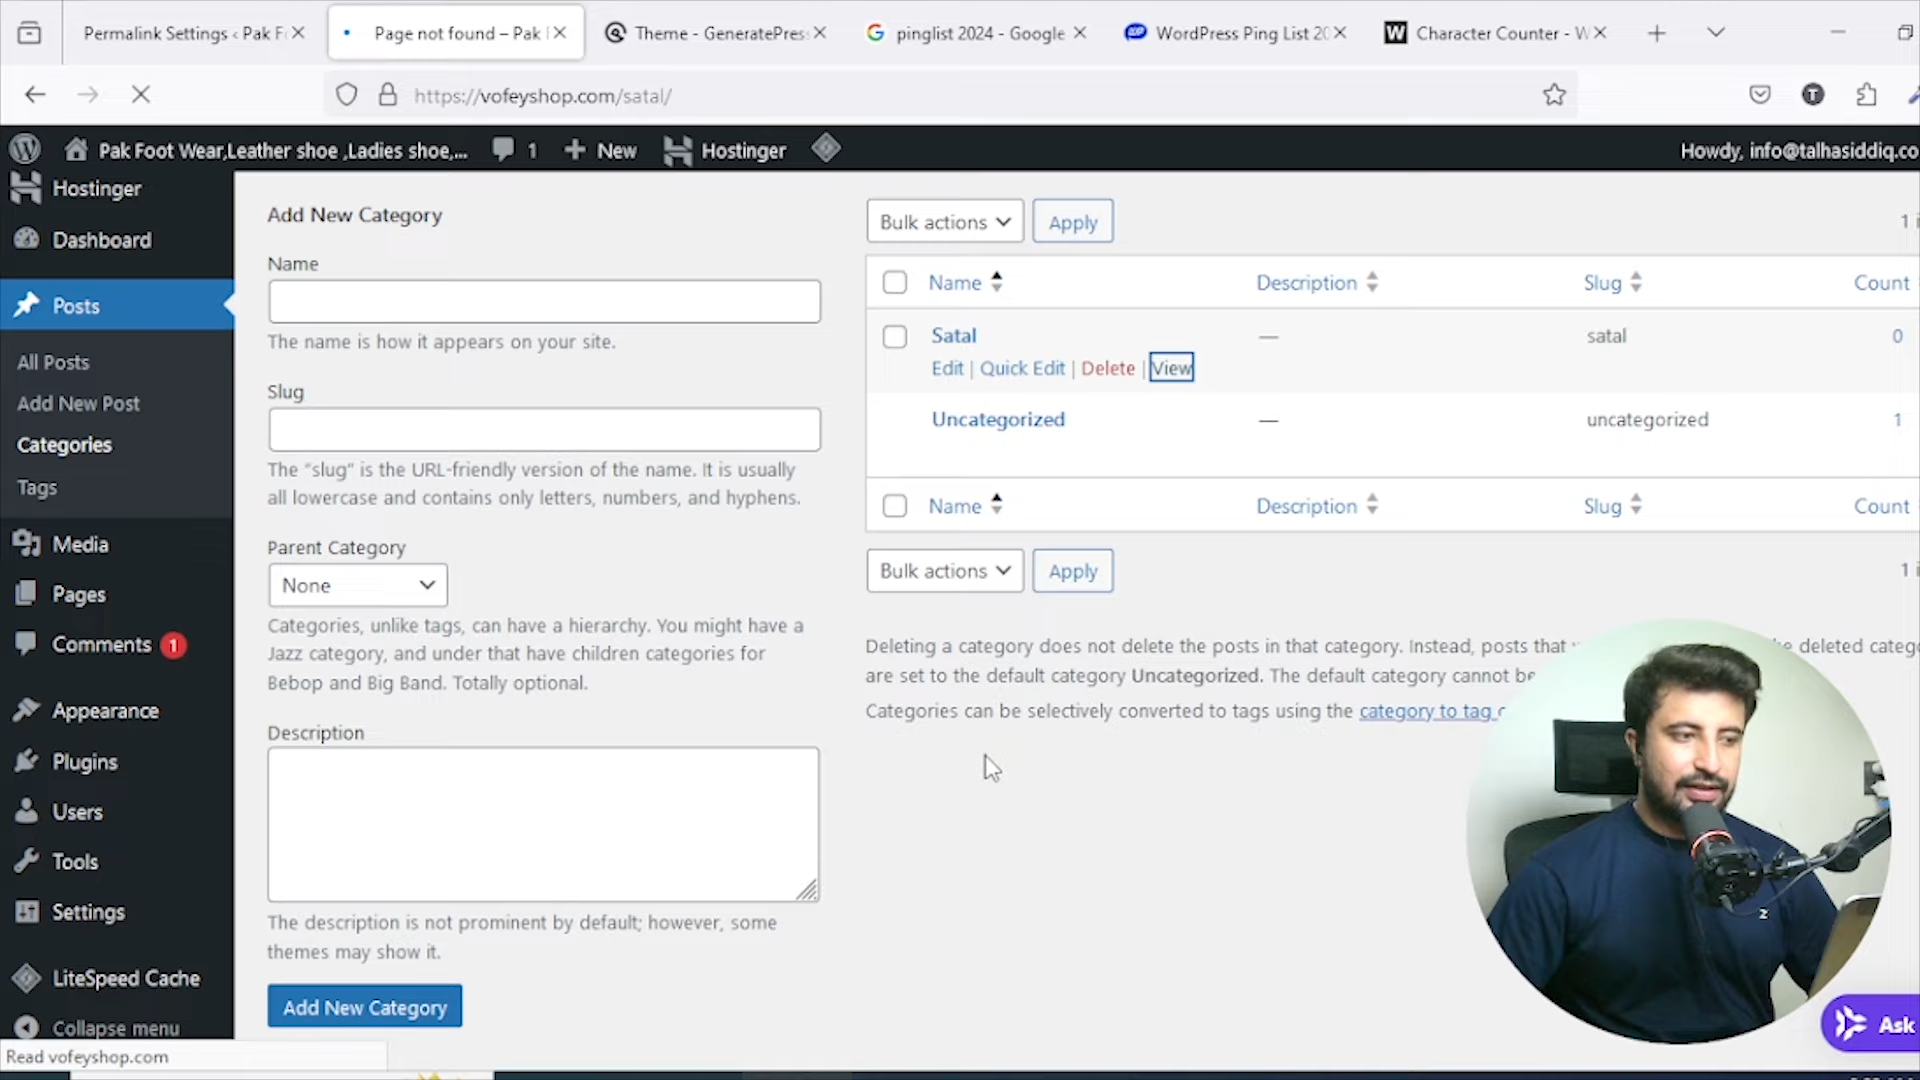 Permalink Settings ‹ Pak F
Page not found – Pak
Theme - GeneratePress
pinglist 2024 - Google
WordPress Ping List 20
Character Counter - W
https://vofeyshop.com/satal/
Pak Foot Wear,Leather shoe ,Ladies shoe,...
1
New
Hostinger
Howdy, info@talhasiddiq.co
Hostinger
Dashboard
Posts
All Posts
Add New Post
Categories
Tags
Media
Pages
Comments 1
Appearance
Plugins
Users
Tools
Settings
LiteSpeed Cache
Collapse menu
Read vofeyshop.com
Add New Category
Name
The name is how it appears on your site.
Slug
The “slug” is the URL-friendly version of the name. It is usually
all lowercase and contains only letters, numbers, and hyphens.
Parent Category
None
Categories, unlike tags, can have a hierarchy. You might have a
Jazz category, and under that have children categories for
Bebop and Big Band. Totally optional.
Description
The description is not prominent by default; however, some
themes may show it.
Add New Category
Bulk actions Apply 1 i
Name Description Slug Count
Satal — satal 0
Edit | Quick Edit | Delete | View
Uncategorized — uncategorized 1
Name Description Slug Count
Bulk actions Apply 1 i
Deleting a category does not delete the posts in that category. Instead, posts that deleted catego
are set to the default category Uncategorized. The default category cannot be
Categories can be selectively converted to tags using the category to tag
Ask